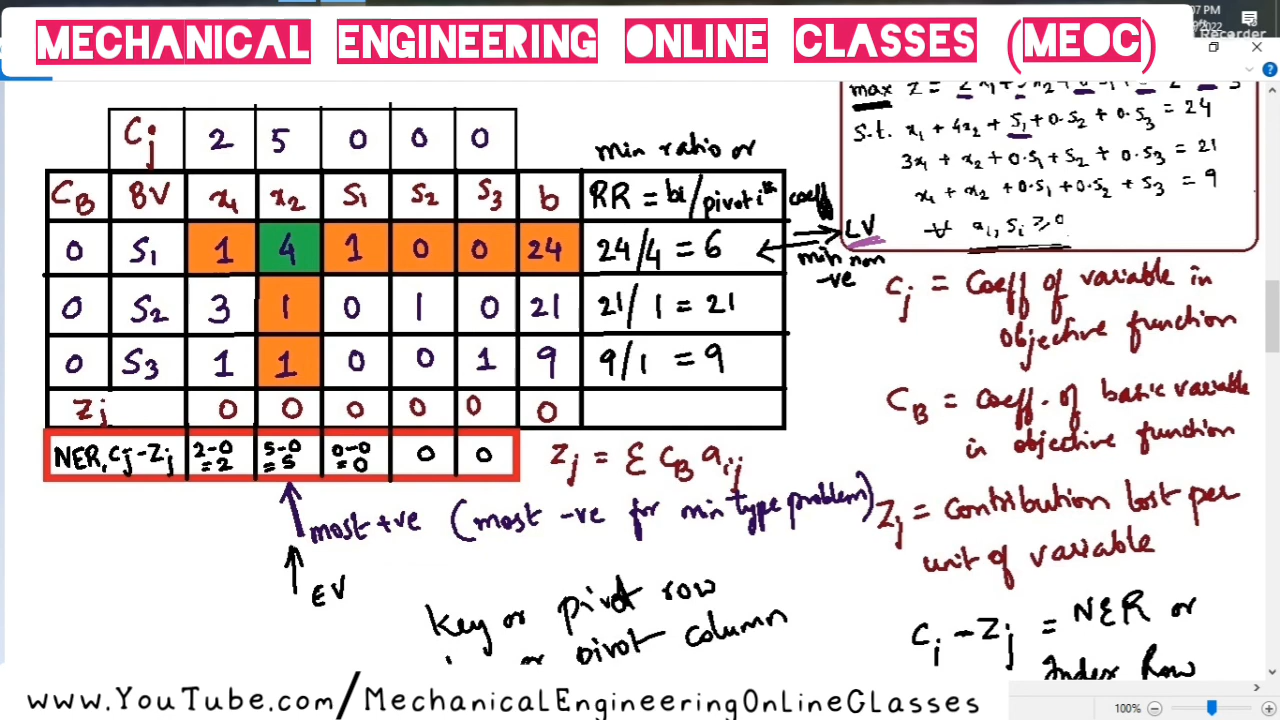 07 PM
2022
Recorder
MECHANICAL ENGINEERING ONLINE CLASSES (MEOC)
max Z = 2x₁ + 5x₂ + 0
s.t. x₁ + 4x₂ + S₁ + 0.S₂ + 0.S₃ = 24
3x₁ + x₂ + 0.S₁ + S₂ + 0.S₃ = 21
x₁ + x₂ + 0.S₁ + 0.S₂ + S₃ = 9
∀ xᵢ, Sᵢ ≥ 0
Cj 2 5 0 0 0
min ratio or
CB BV x₁ x₂ S₁ S₂ S₃ b RR = bi/pivot iᵗʰ coeff
0 S₁ 1 4 1 0 0 24 24/4 = 6
LV
min non -ve
0 S₂ 3 1 0 1 0 21 21/1 = 21
0 S₃ 1 1 0 0 1 9 9/1 = 9
Zj 0 0 0 0 0 0
NER, Cj-Zj 2-0 =2 5-0 =5 0-0 =0 0 0
Zj = Σ CB aij
most +ve (most -ve for min type problem)
EV
Key or pivot row
or pivot column
Cj = Coeff of variable in
objective function
CB = Coeff. of basic variable
in objective function
Zj = Contribution lost per
unit of variable
Cj - Zj = NER or
Index Row
www.YouTube.com/MechanicalEngineeringOnlineClasses
100%